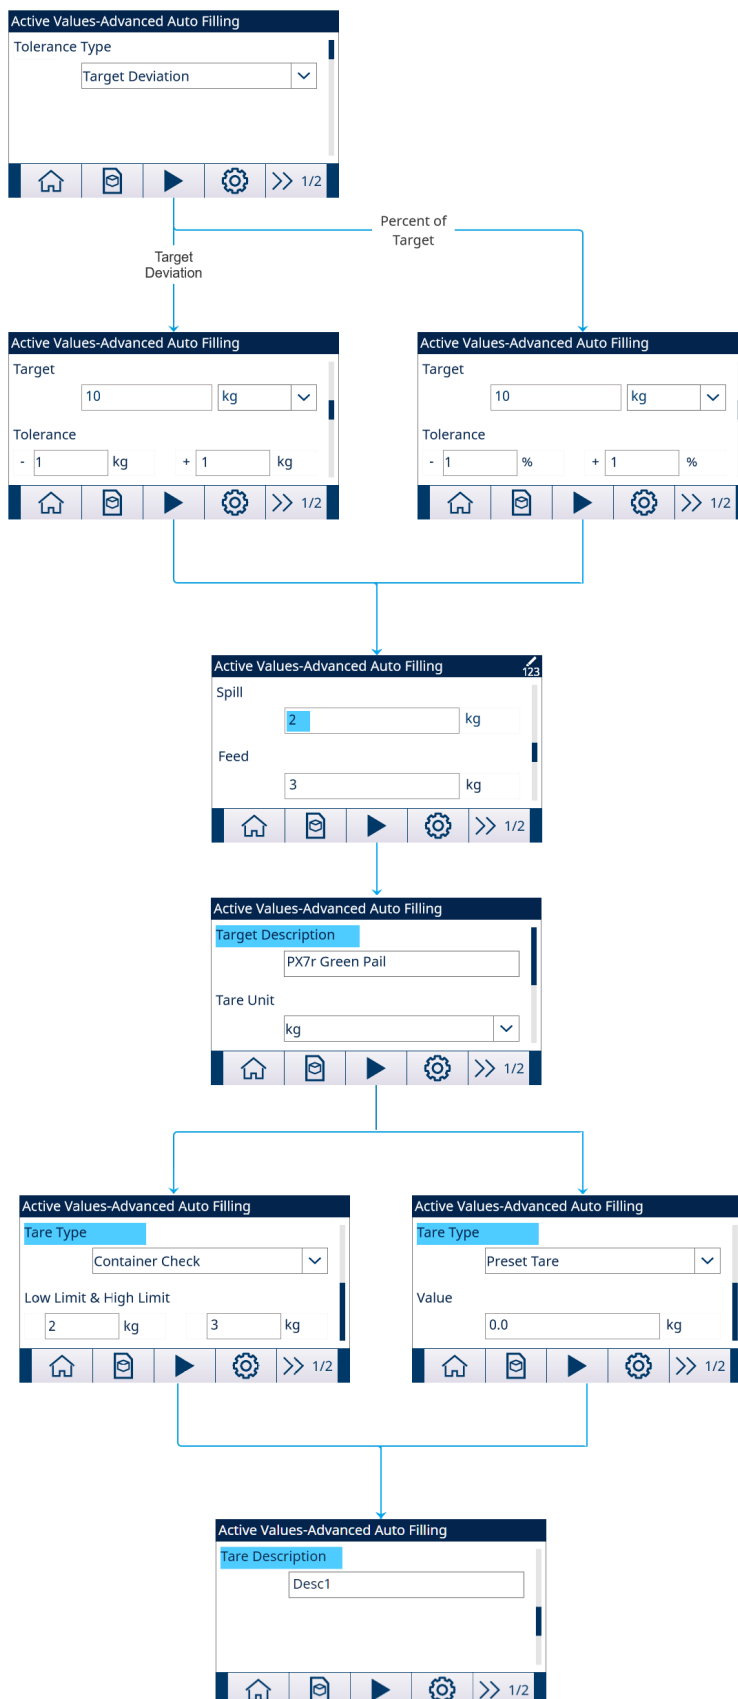 Active Values-Advanced Auto Filling
Tolerance Type
Target Deviation
1/2
Percent of
Target
Target
Deviation
Active Values-Advanced Auto Filling
Target
10 kg
Tolerance
- 1 kg + 1 kg
1/2
Active Values-Advanced Auto Filling
Target
10 kg
Tolerance
- 1 % + 1 %
1/2
Active Values-Advanced Auto Filling
123
Spill
2 kg
Feed
3 kg
1/2
Active Values-Advanced Auto Filling
Target Description
PX7r Green Pail
Tare Unit
kg
1/2
Active Values-Advanced Auto Filling
Tare Type
Container Check
Low Limit & High Limit
2 kg 3 kg
1/2
Active Values-Advanced Auto Filling
Tare Type
Preset Tare
Value
0.0 kg
1/2
Active Values-Advanced Auto Filling
Tare Description
Desc1
1/2